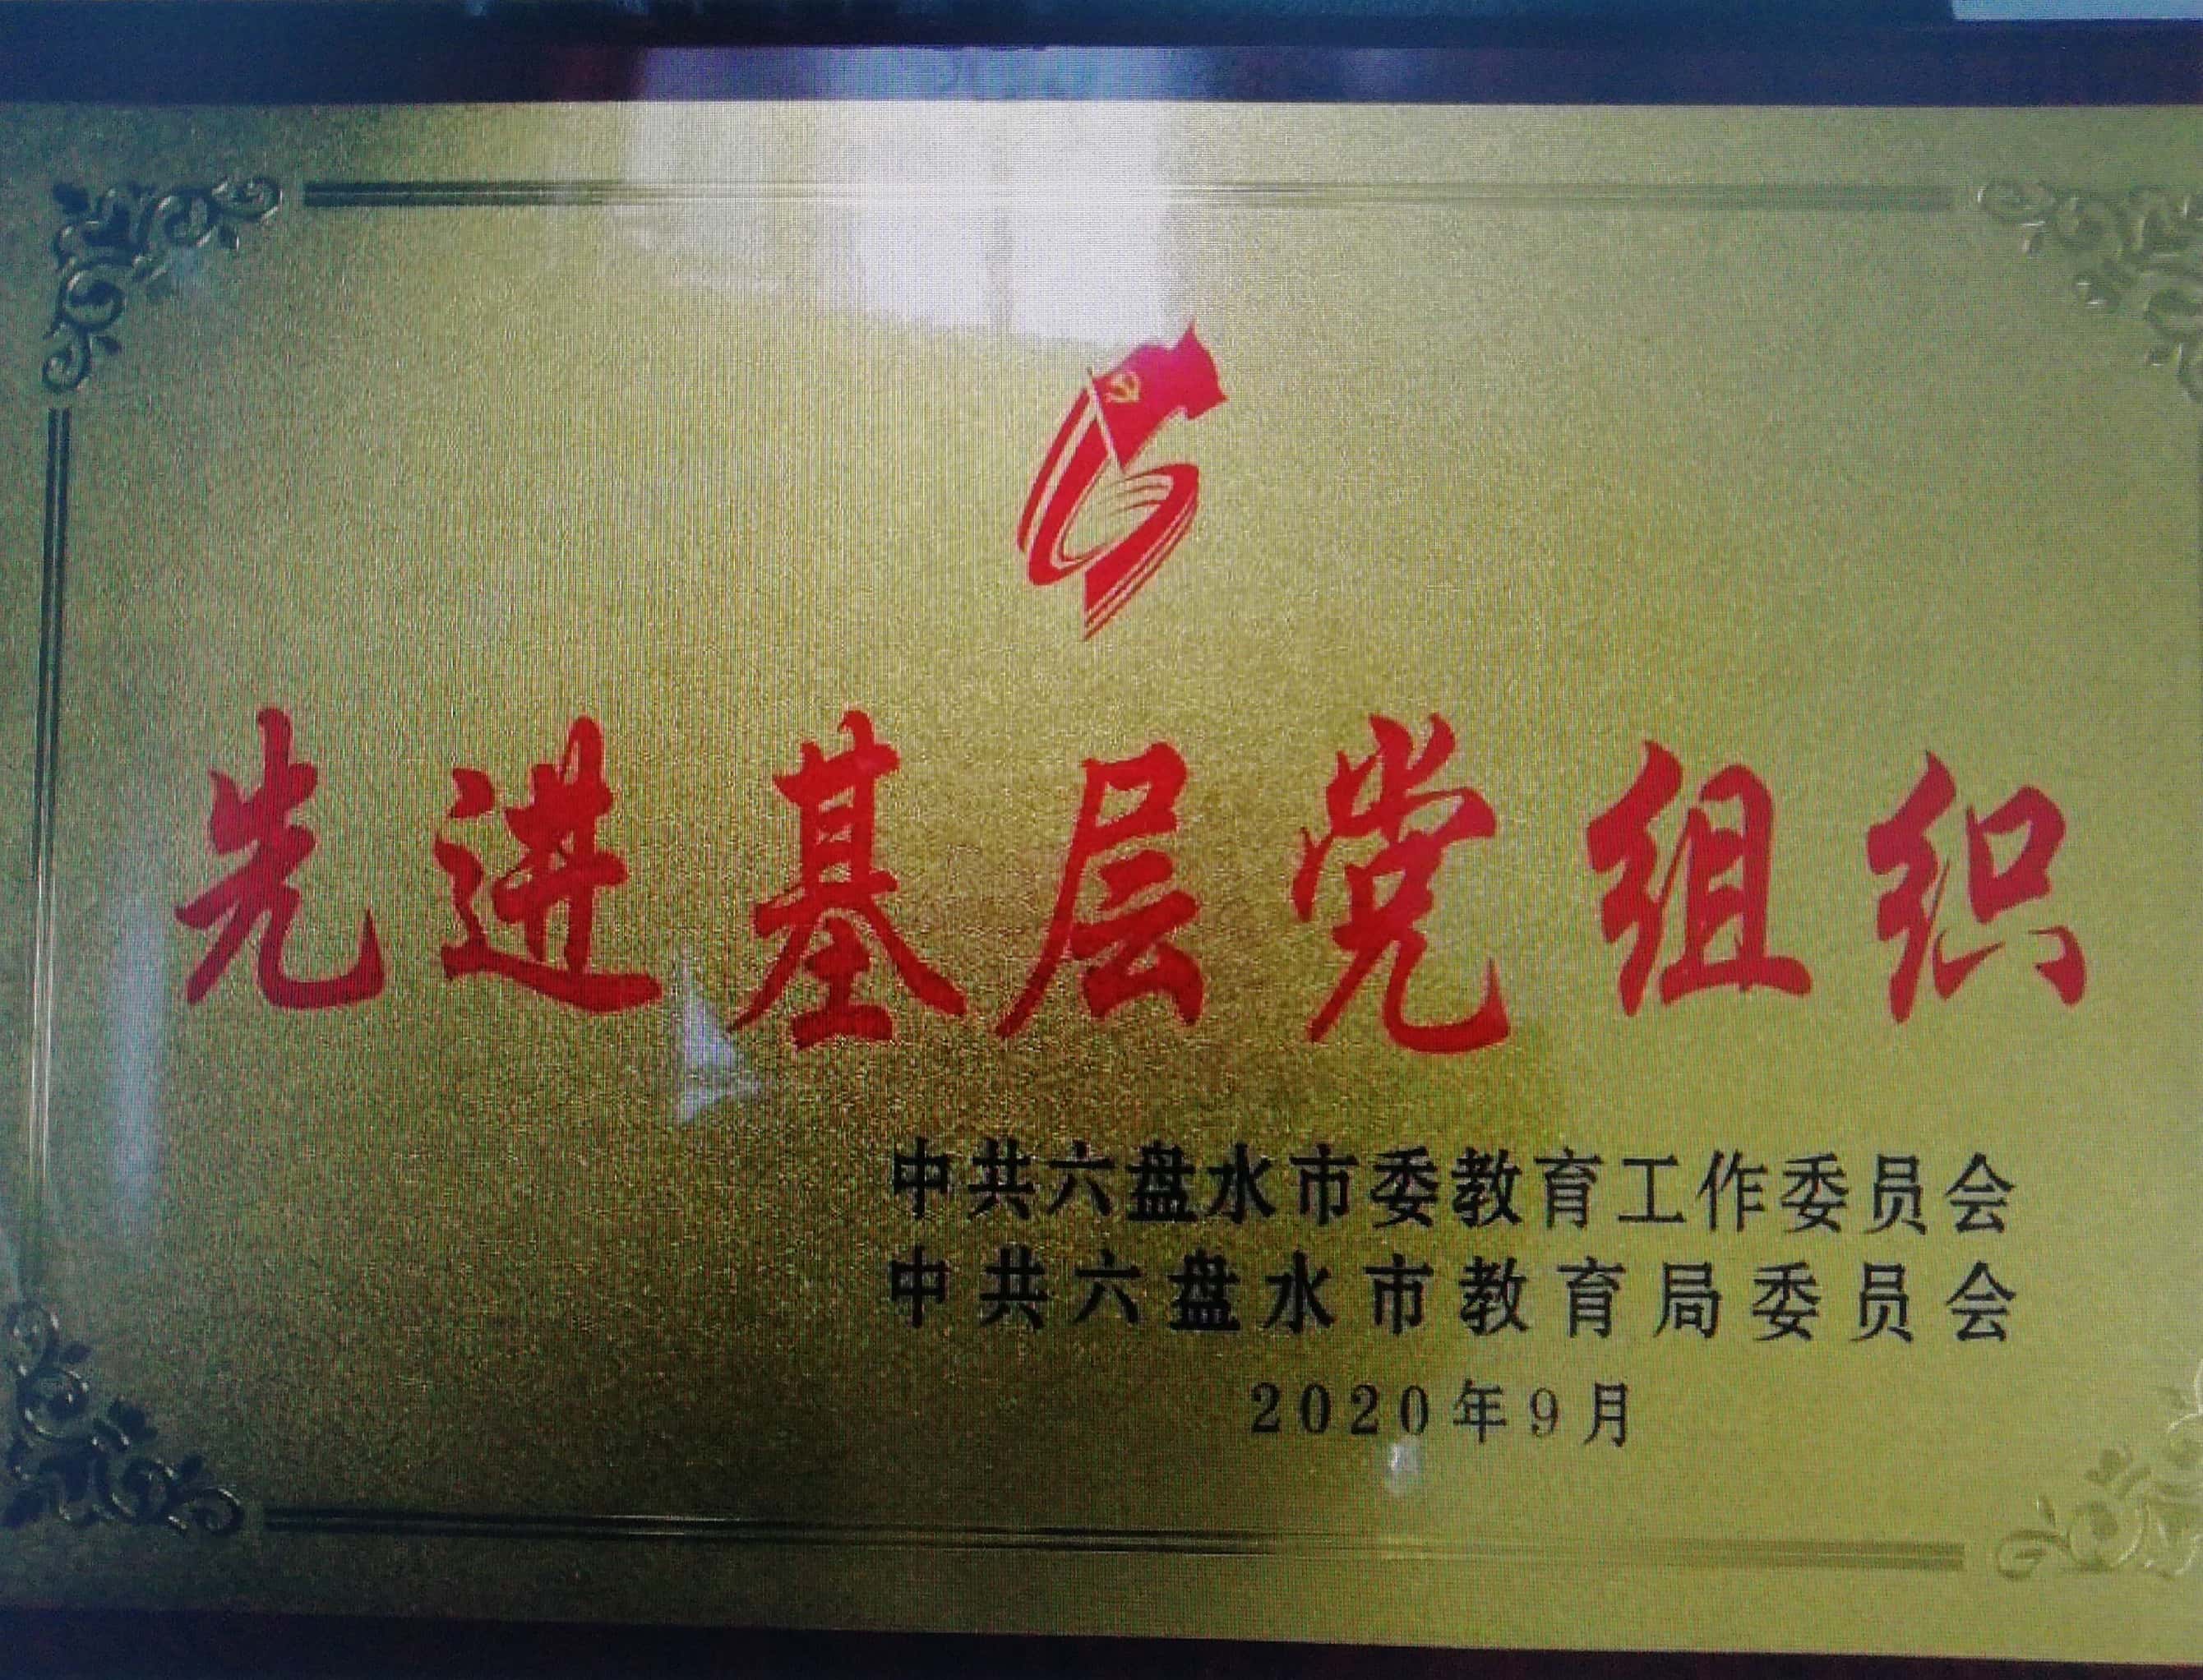 先进基层党组织
中共六盘水市委教育工作委员会
中共六盘水市教育局委员会
2020年9月